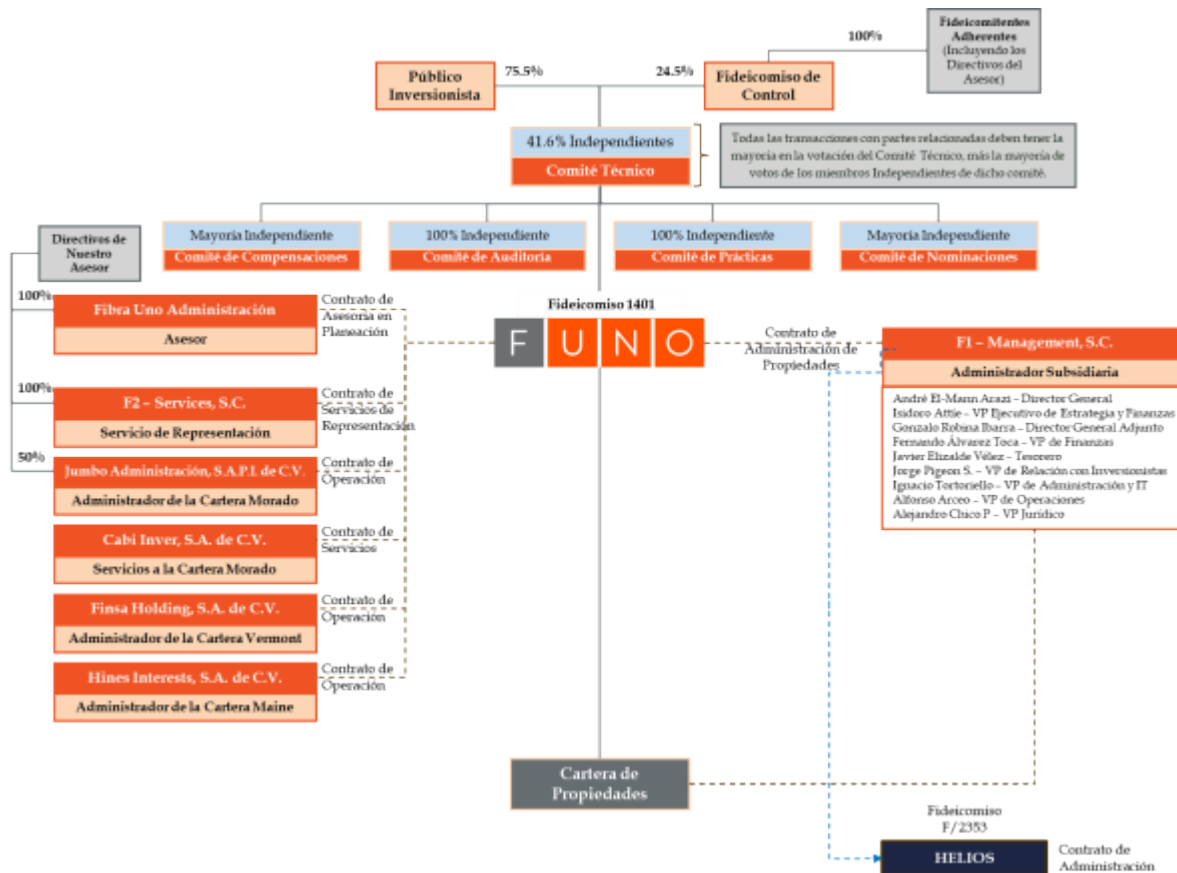 100%
Fideicomitentes
Adherentes
(Incluyendo los
Directivos del
Asesor)
Público
Inversionista
75.5%
24.5%
Fideicomiso de
Control
41.6% Independientes
Comité Técnico
Todas las transacciones con partes relacionadas deben tener la
mayoría en la votación del Comité Técnico, más la mayoría de
votos de los miembros Independientes de dicho comité.
Directivos de
Nuestro
Asesor
Mayoría Independiente
Comité de Compensaciones
100% Independiente
Comité de Auditoría
100% Independiente
Comité de Prácticas
Mayoría Independiente
Comité de Nominaciones
100%
Fibra Uno Administración
Asesor
Contrato de
Asesoría en
Planeación
Fideicomiso 1401
FUNO
Contrato de
Administración de
Propiedades
F1 – Management, S.C.
Administrador Subsidiaria
André El-Mann Arazi – Director General
Isidoro Attie – VP Ejecutivo de Estrategia y Finanzas
Gonzalo Robina Ibarra – Director General Adjunto
Fernando Álvarez Toca – VP de Finanzas
Javier Elizalde Vélez – Tesorero
Jorge Pigeon S. – VP de Relación con Inversionistas
Ignacio Tortoriello – VP de Administración y IT
Alfonso Arceo – VP de Operaciones
Alejandro Chico P – VP Jurídico
100%
F2 – Services, S.C.
Servicio de Representación
Contrato de
Servicios de
Representación
50%
Jumbo Administración, S.A.P.I. de C.V.
Administrador de la Cartera Morado
Contrato de
Operación
Cabi Inver, S.A. de C.V.
Servicios a la Cartera Morado
Contrato de
Servicios
Finsa Holding, S.A. de C.V.
Administrador de la Cartera Vermont
Contrato de
Operación
Hines Interests, S.A. de C.V.
Administrador de la Cartera Maine
Contrato de
Operación
Cartera de
Propiedades
Fideicomiso
F/2353
HELIOS
Contrato de
Administración